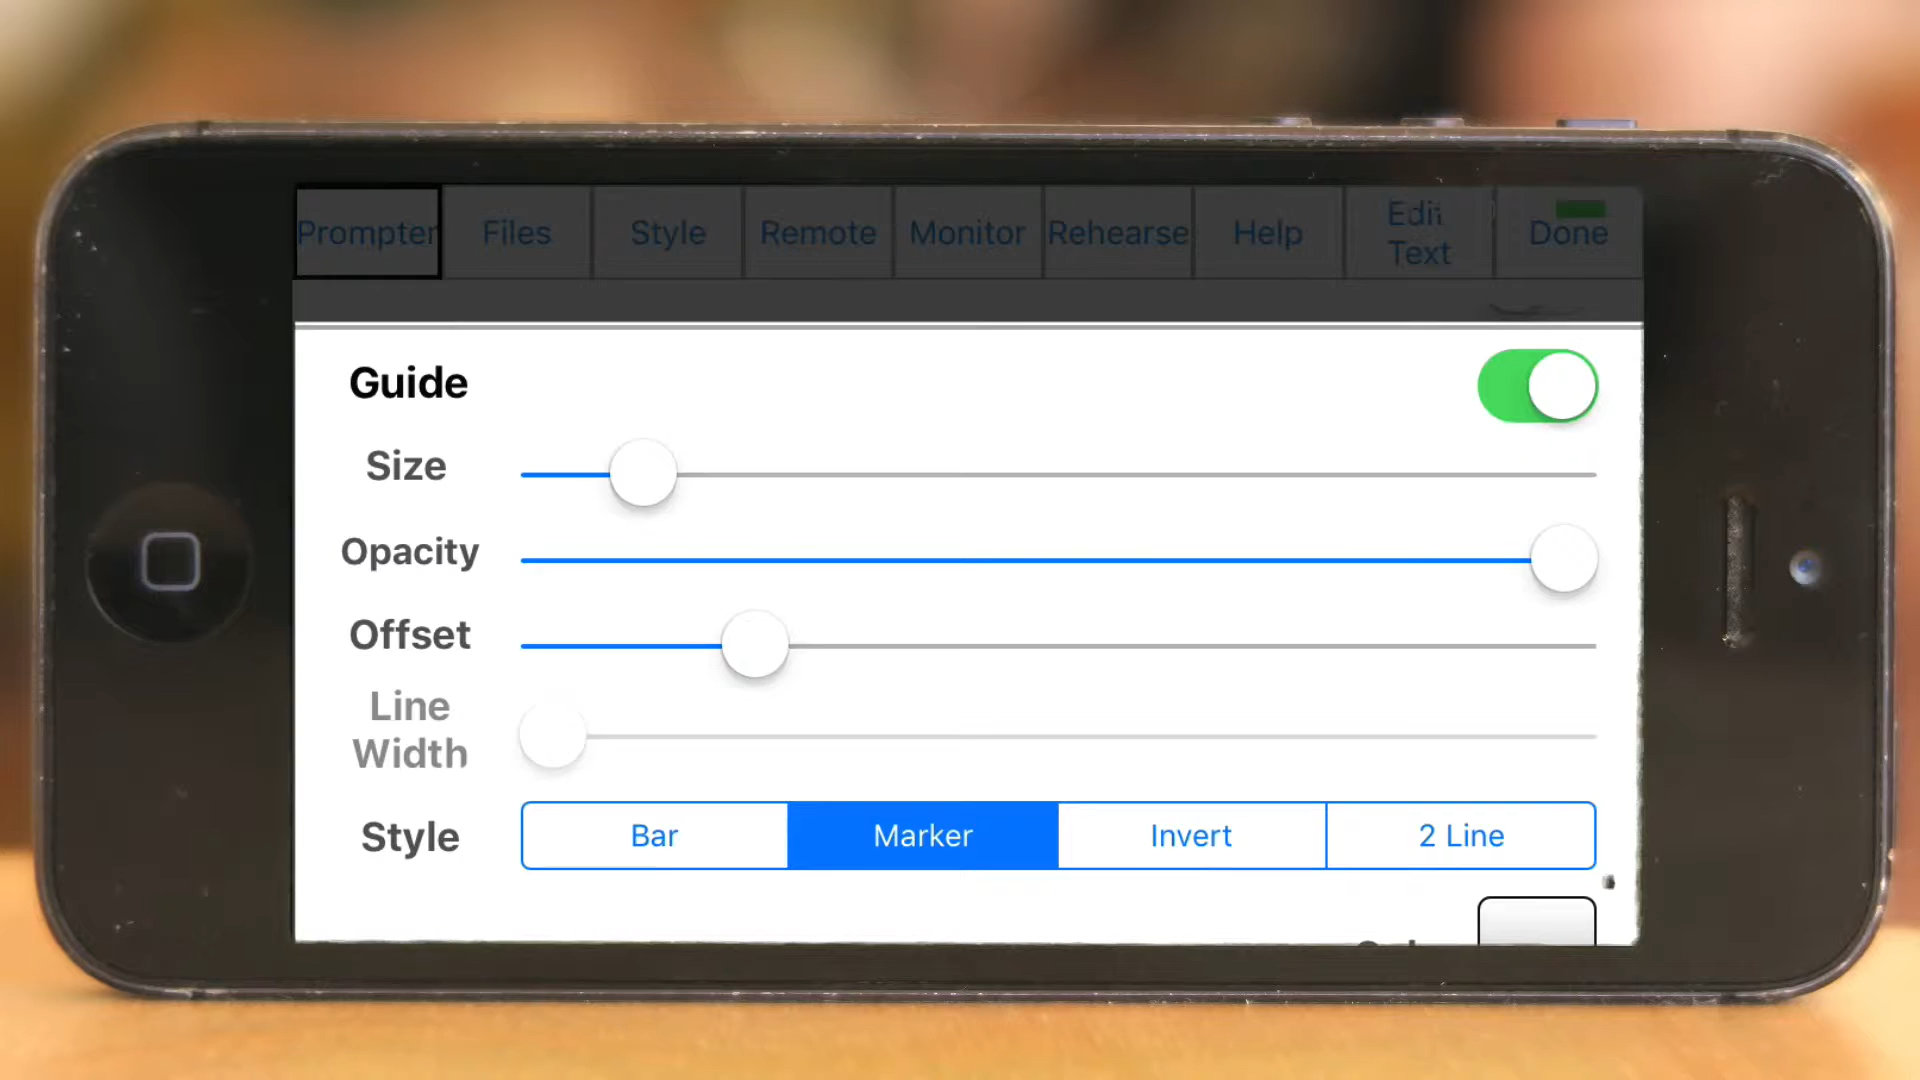 Prompter Files Style Remote Monitor Rehearse Help Edit Text Done
Guide
Size
Opacity
Offset
Line
Width
Style Bar Marker Invert 2 Line